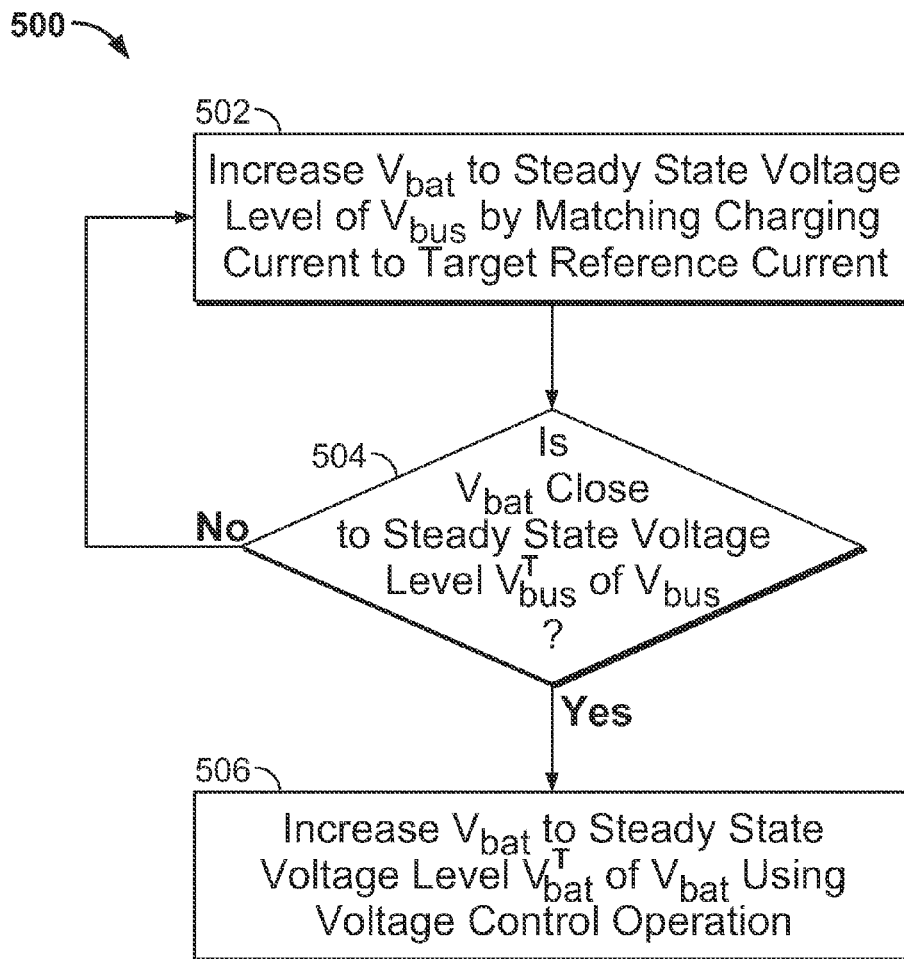 500
502
Increase V_bat to Steady State Voltage
Level of V_bus by Matching Charging
Current to Target Reference Current
504
Is
V_bat Close
to Steady State Voltage
Level V^T_bus of V_bus
?
No
Yes
506
Increase V_bat to Steady State
Voltage Level V^T_bat of V_bat Using
Voltage Control Operation